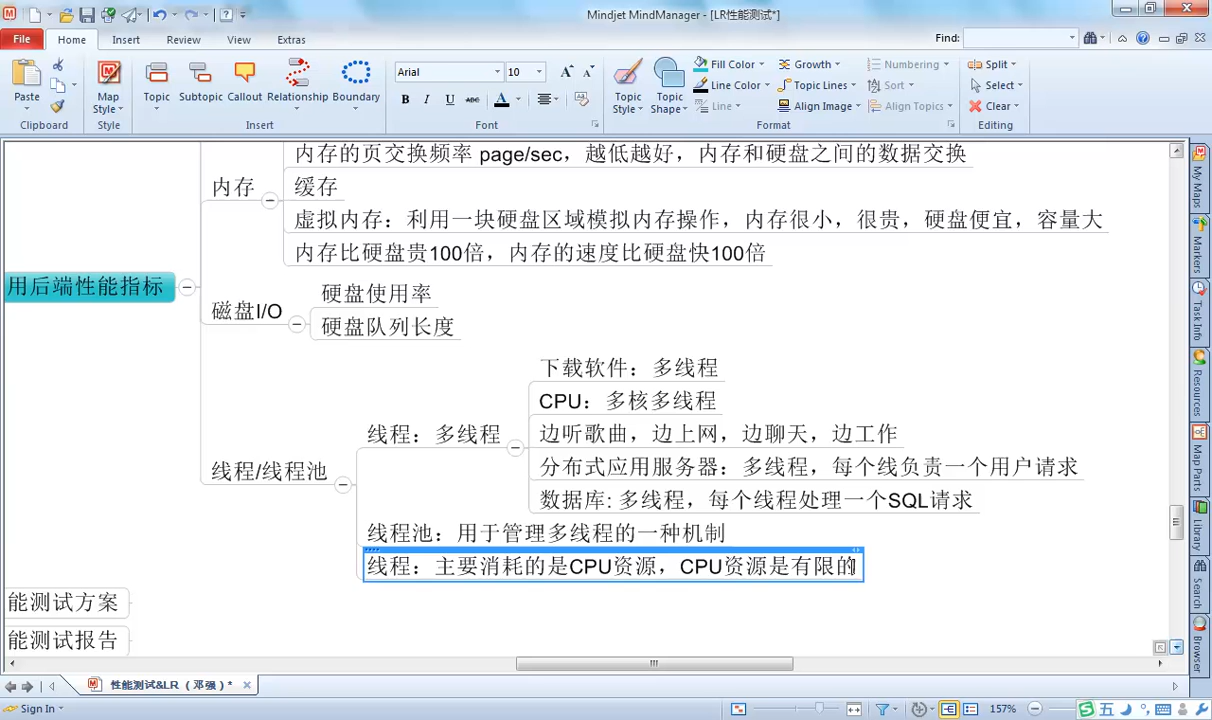 Mindjet MindManager - [LR性能测试*]
File
Home
Insert
Review
View
Extras
Find:
Paste
Map Style
Topic
Subtopic
Callout
Relationship
Boundary
Arial
10
B I U abc A
Topic Style
Topic Shape
Fill Color
Line Color
Line
Growth
Topic Lines
Align Image
Numbering
Sort
Align Topics
Split
Select
Clear
Clipboard
Style
Insert
Font
Format
Editing
内存的页交换频率 page/sec，越低越好，内存和硬盘之间的数据交换
内存
缓存
虚拟内存：利用一块硬盘区域模拟内存操作，内存很小，很贵，硬盘便宜，容量大
内存比硬盘贵100倍，内存的速度比硬盘快100倍
用后端性能指标
磁盘I/O
硬盘使用率
硬盘队列长度
下载软件：多线程
CPU：多核多线程
线程：多线程
边听歌曲，边上网，边聊天，边工作
线程/线程池
分布式应用服务器：多线程，每个线负责一个用户请求
数据库: 多线程，每个线程处理一个SQL请求
线程池：用于管理多线程的一种机制
线程：主要消耗的是CPU资源，CPU资源是有限的
能测试方案
能测试报告
My Maps
Markers
Task Info
Resources
Map Parts
Library
Search
Browser
性能测试&LR （邓强）*
Sign In
157%
五